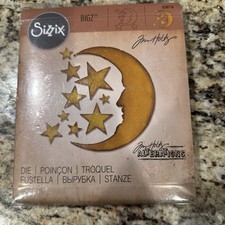 Sizzix
BIGZ
Tim Holtz
Tim Holtz
ALTERATIONS
DIE | POINÇON | TROQUEL
FUSTELLA | ВЫРУБКА | STANZE